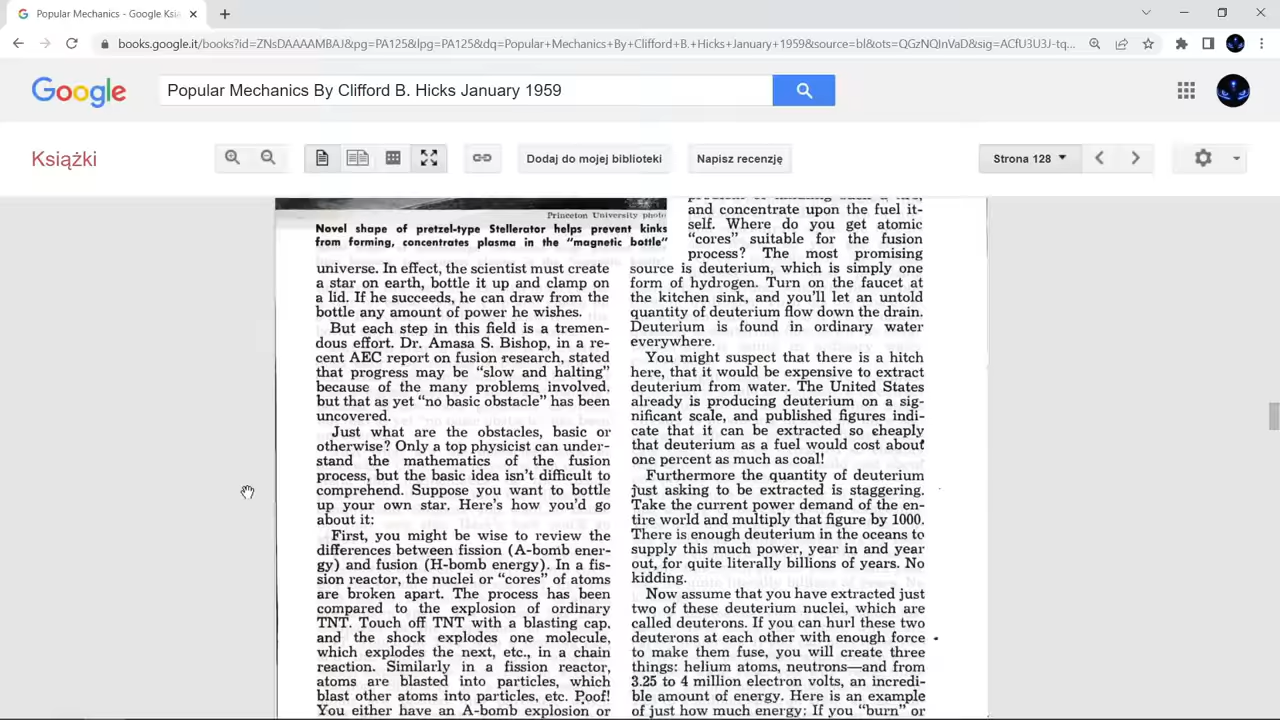 Popular Mechanics - Google Ksią
books.google.it/books?id=ZNsDAAAAMBAJ&pg=PA125&lpg=PA125&dq=Popular+Mechanics+By+Clifford+B.+Hicks+January+1959&source=bl&ots=QGzNQInVaD&sig=ACfU3U3J-tq...
Google
Popular Mechanics By Clifford B. Hicks January 1959
Książki
Dodaj do mojej biblioteki
Napisz recenzję
Strona 128
Princeton University photo
Novel shape of pretzel-type Stellerator helps prevent kinks
from forming, concentrates plasma in the "magnetic bottle"
universe. In effect, the scientist must create
a star on earth, bottle it up and clamp on
a lid. If he succeeds, he can draw from the
bottle any amount of power he wishes.
But each step in this field is a tremen-
dous effort. Dr. Amasa S. Bishop, in a re-
cent AEC report on fusion research, stated
that progress may be "slow and halting"
because of the many problems involved,
but that as yet "no basic obstacle" has been
uncovered.
Just what are the obstacles, basic or
otherwise? Only a top physicist can under-
stand the mathematics of the fusion
process, but the basic idea isn't difficult to
comprehend. Suppose you want to bottle
up your own star. Here's how you'd go
about it:
First, you might be wise to review the
differences between fission (A-bomb ener-
gy) and fusion (H-bomb energy). In a fis-
sion reactor, the nuclei or "cores" of atoms
are broken apart. The process has been
compared to the explosion of ordinary
TNT. Touch off TNT with a blasting cap,
and the shock explodes one molecule,
which explodes the next, etc., in a chain
reaction. Similarly in a fission reactor,
atoms are blasted into particles, which
blast other atoms into particles, etc. Poof!
You either have an A-bomb explosion or
and concentrate upon the fuel it-
self. Where do you get atomic
"cores" suitable for the fusion
process? The most promising
source is deuterium, which is simply one
form of hydrogen. Turn on the faucet at
the kitchen sink, and you'll let an untold
quantity of deuterium flow down the drain.
Deuterium is found in ordinary water
everywhere.
You might suspect that there is a hitch
here, that it would be expensive to extract
deuterium from water. The United States
already is producing deuterium on a sig-
nificant scale, and published figures indi-
cate that it can be extracted so cheaply
that deuterium as a fuel would cost about
one percent as much as coal!
Furthermore the quantity of deuterium
just asking to be extracted is staggering.
Take the current power demand of the en-
tire world and multiply that figure by 1000.
There is enough deuterium in the oceans to
supply this much power, year in and year
out, for quite literally billions of years. No
kidding.
Now assume that you have extracted just
two of these deuterium nuclei, which are
called deuterons. If you can hurl these two
deuterons at each other with enough force
to make them fuse, you will create three
things: helium atoms, neutrons—and from
3.25 to 4 million electron volts, an incredi-
ble amount of energy. Here is an example
of just how much energy: If you "burn" or